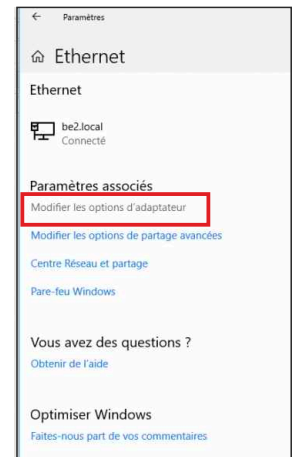 Paramètres
Ethernet
Ethernet
be2.local
Connecté
Paramètres associés
Modifier les options d'adaptateur
Modifier les options de partage avancées
Centre Réseau et partage
Pare-feu Windows
Vous avez des questions ?
Obtenir de l'aide
Optimiser Windows
Faites-nous part de vos commentaires